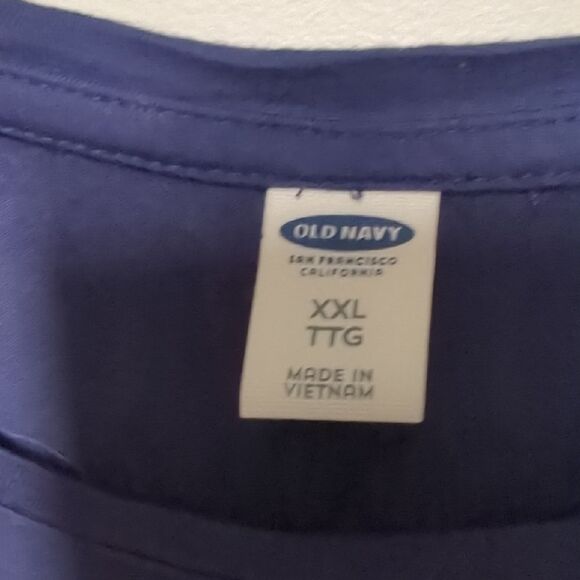 OLD NAVY
SAN FRANCISCO
CALIFORNIA
XXL
TTG
MADE IN
VIETNAM